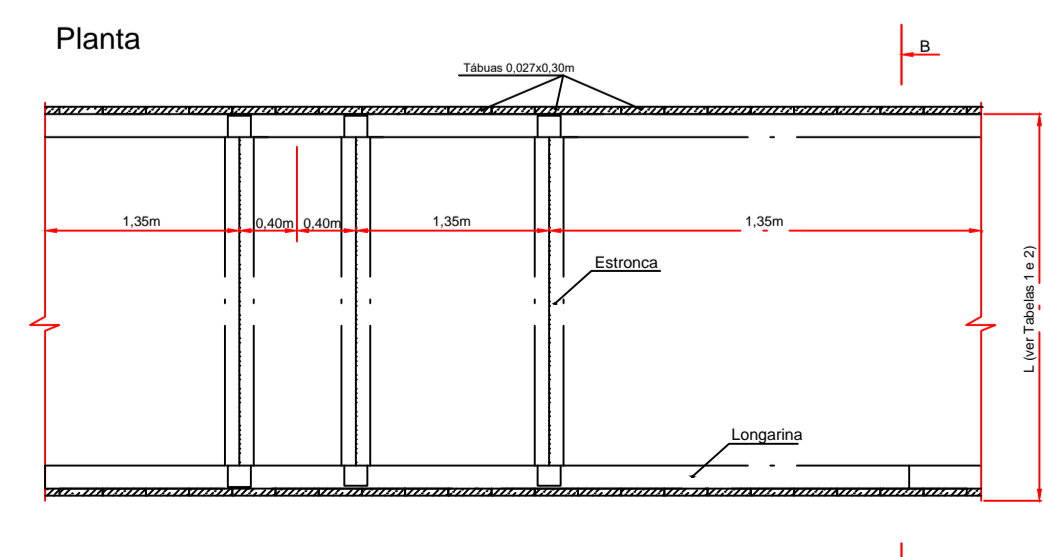 Planta
B
Tábuas 0,027x0,30m
1,35m
0,40m
0,40m
1,35m
1,35m
Estronca
L (ver Tabelas 1 e 2)
Longarina